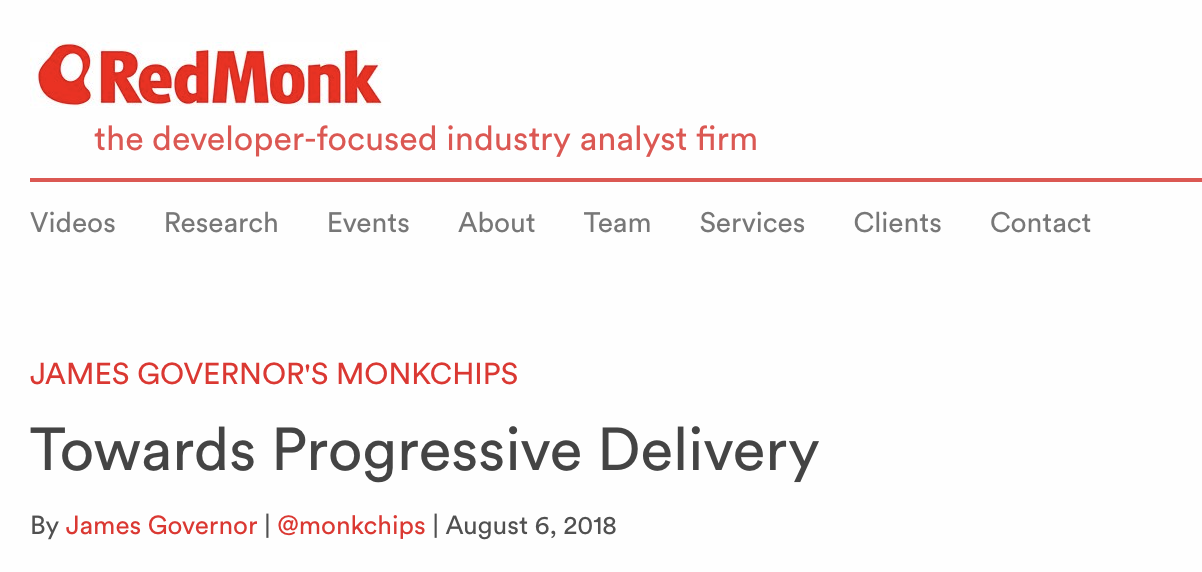 RedMonk
the developer-focused industry analyst firm
Videos Research Events About Team Services Clients Contact
JAMES GOVERNOR'S MONKCHIPS
Towards Progressive Delivery
By James Governor | @monkchips | August 6, 2018